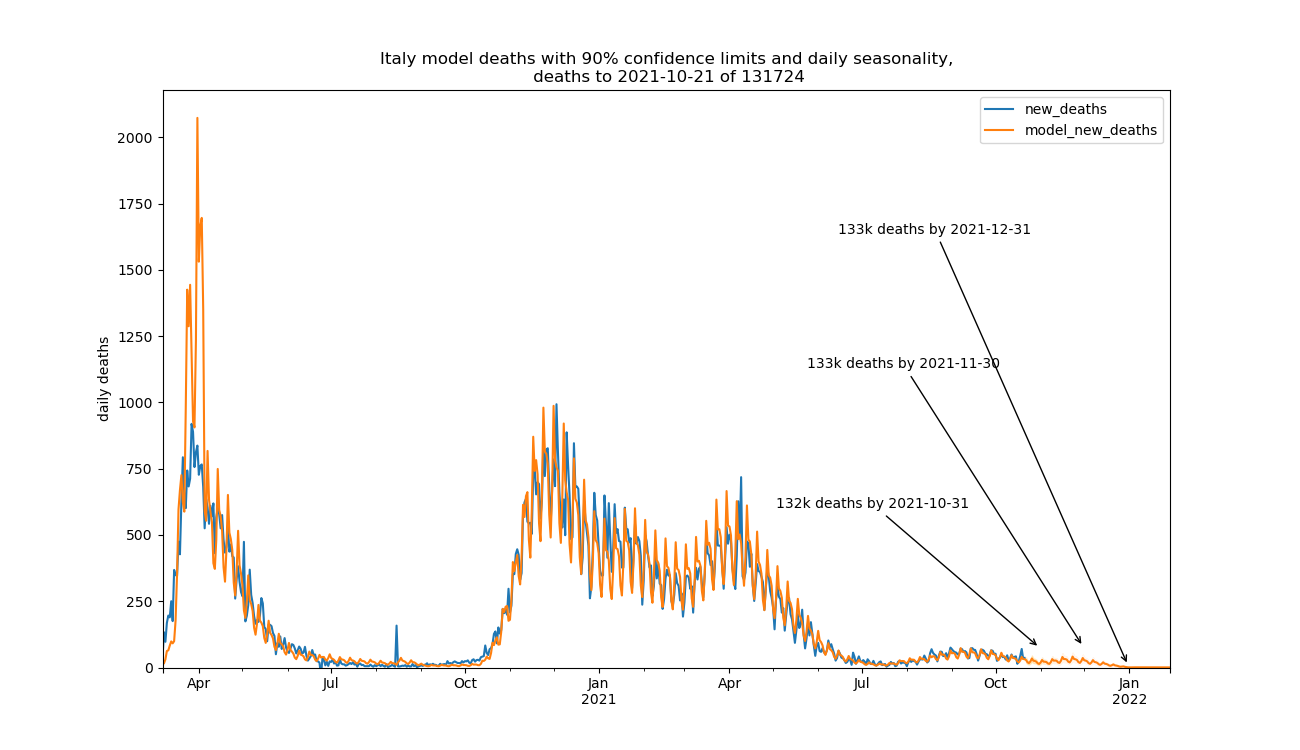 Italy model deaths with 90% confidence limits and daily seasonality,
deaths to 2021-10-21 of 131724
new_deaths
model_new_deaths
daily deaths
2000
1750
1500
1250
1000
750
500
250
0
133k deaths by 2021-12-31
133k deaths by 2021-11-30
132k deaths by 2021-10-31
Apr Jul Oct Jan Apr Jul Oct Jan
2021 2022